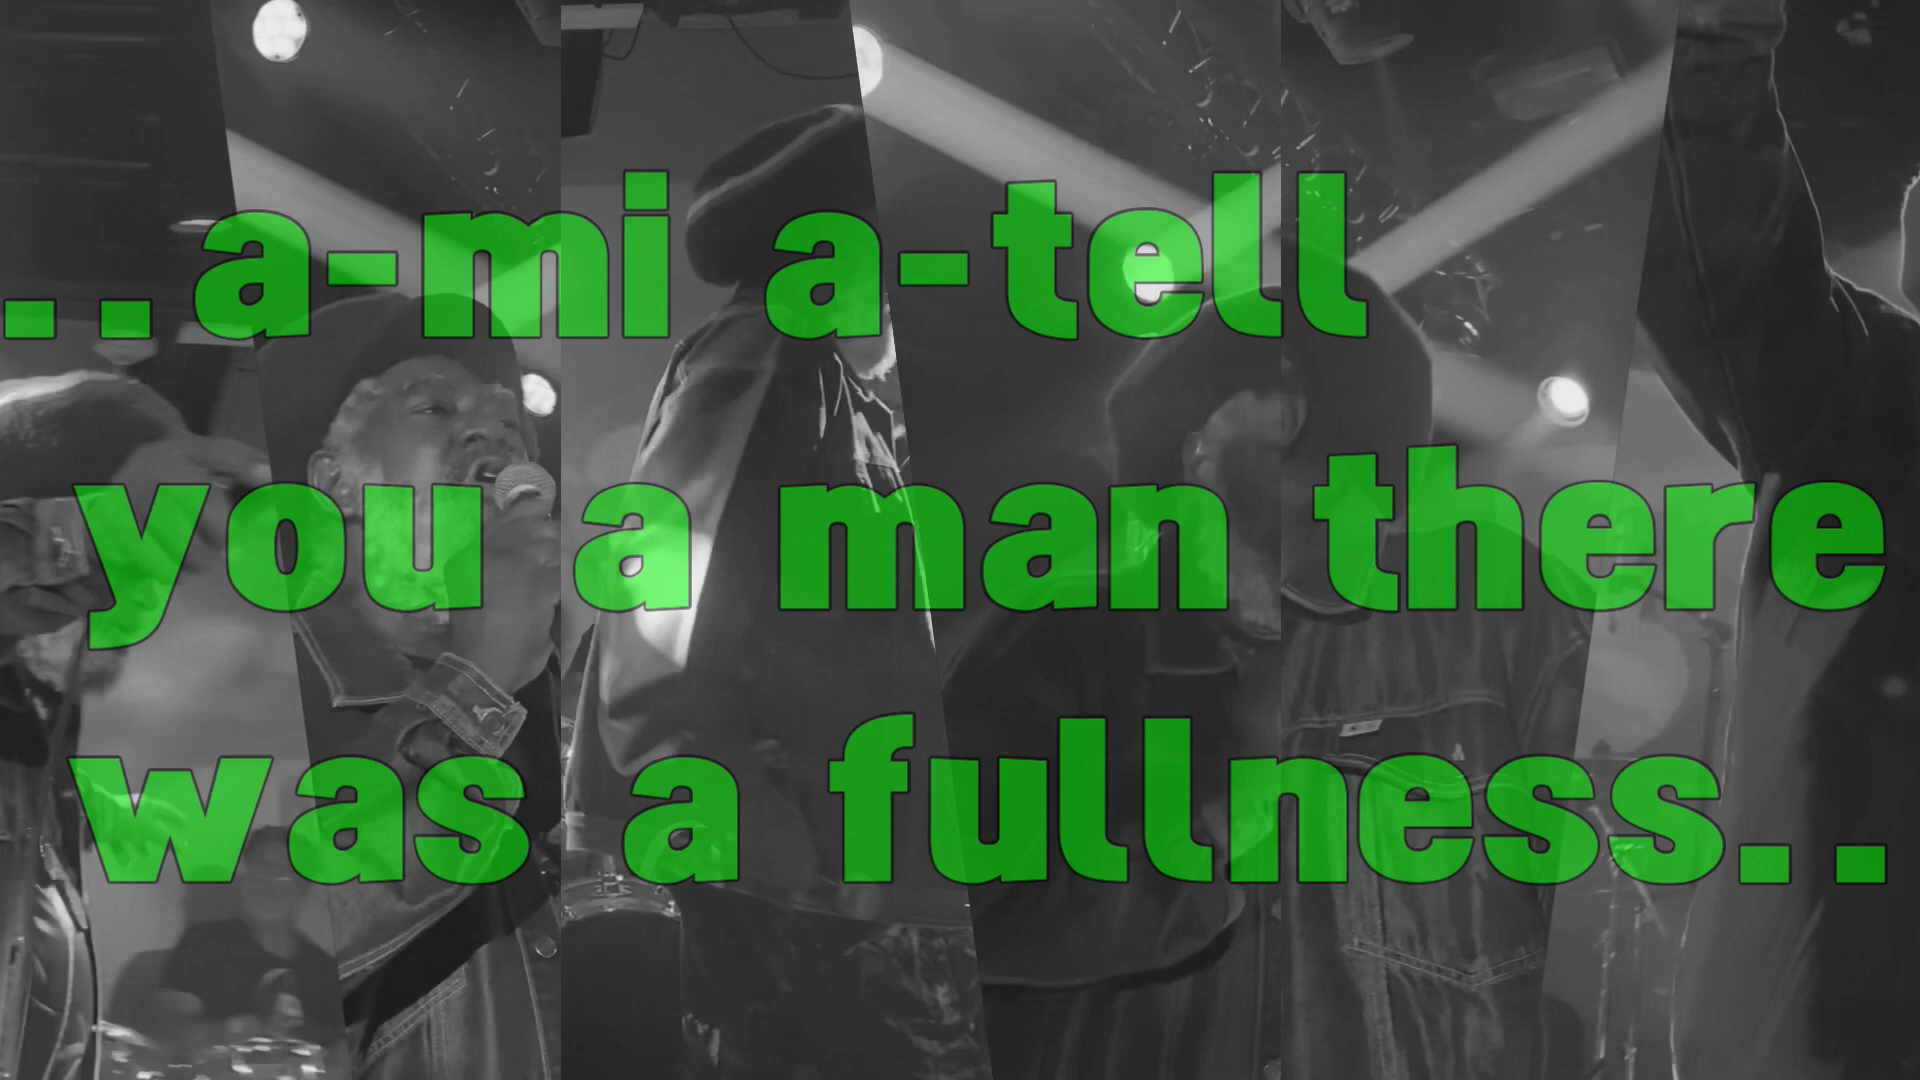 ..a-mi a-tell
you a man there
was a fullness..